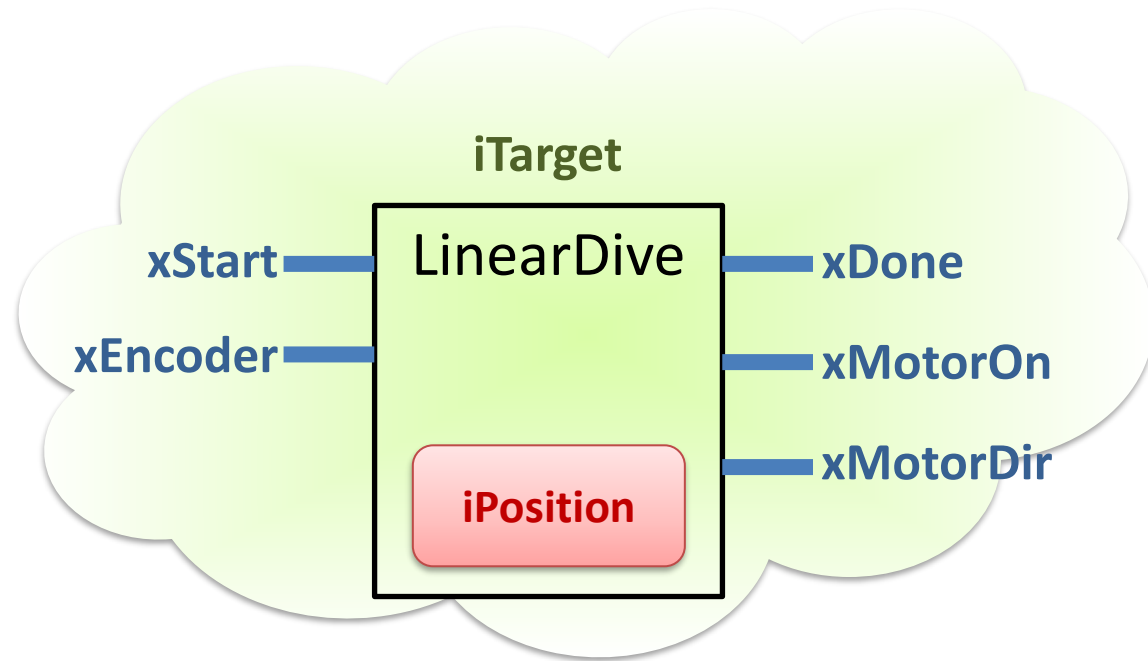 iTarget
LinearDive
xStart
xDone
xEncoder
xMotorOn
xMotorDir
iPosition